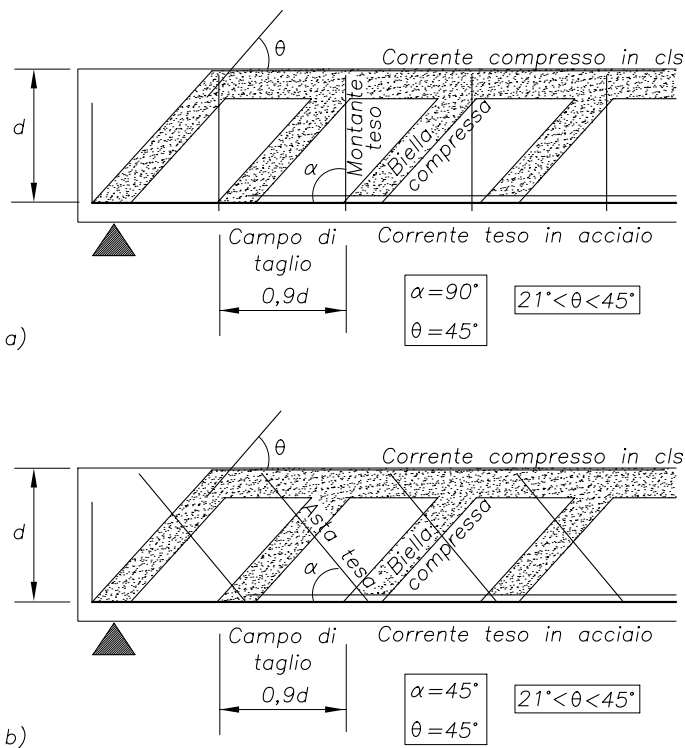 θ
Corrente compresso in cls
d
Montante
teso
Biella
compressa
α
Campo di
taglio
Corrente teso in acciaio
0,9d
α=90°
θ=45°
21°<θ<45°
a)
θ
Corrente compresso in cls
d
Asta tesa
Biella
compressa
α
Campo di
taglio
Corrente teso in acciaio
0,9d
α=45°
θ=45°
21°<θ<45°
b)